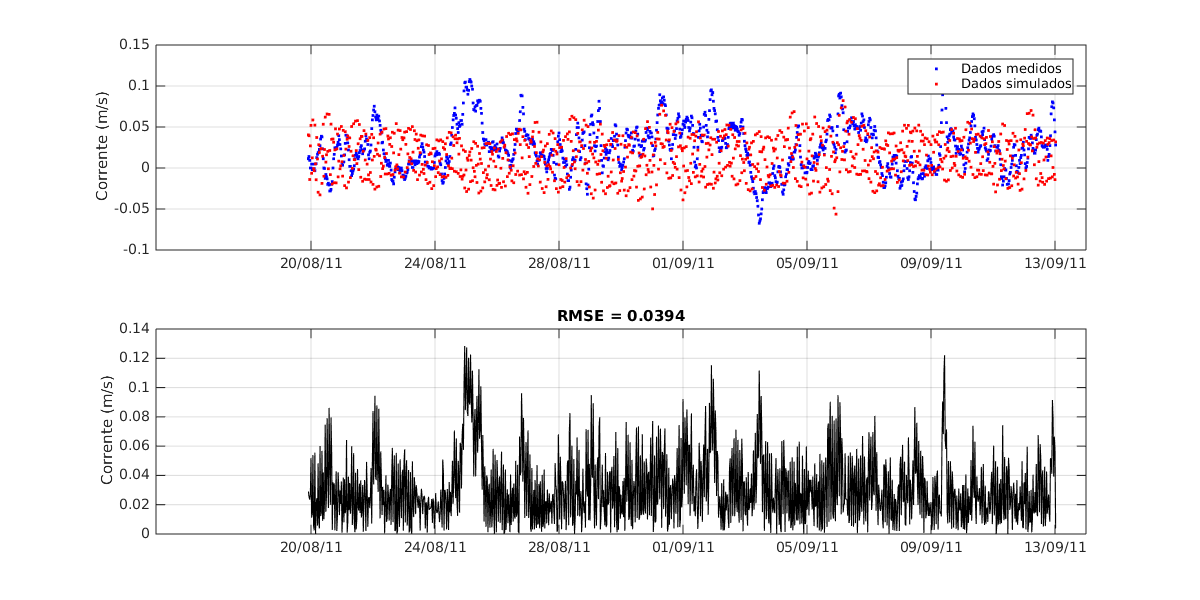 0.15
Dados medidos
Dados simulados
0.1
0.05
0
-0.05
-0.1
Corrente (m/s)
20/08/11 24/08/11 28/08/11 01/09/11 05/09/11 09/09/11 13/09/11
RMSE = 0.0394
0.14
0.12
0.1
0.08
0.06
0.04
0.02
0
Corrente (m/s)
20/08/11 24/08/11 28/08/11 01/09/11 05/09/11 09/09/11 13/09/11